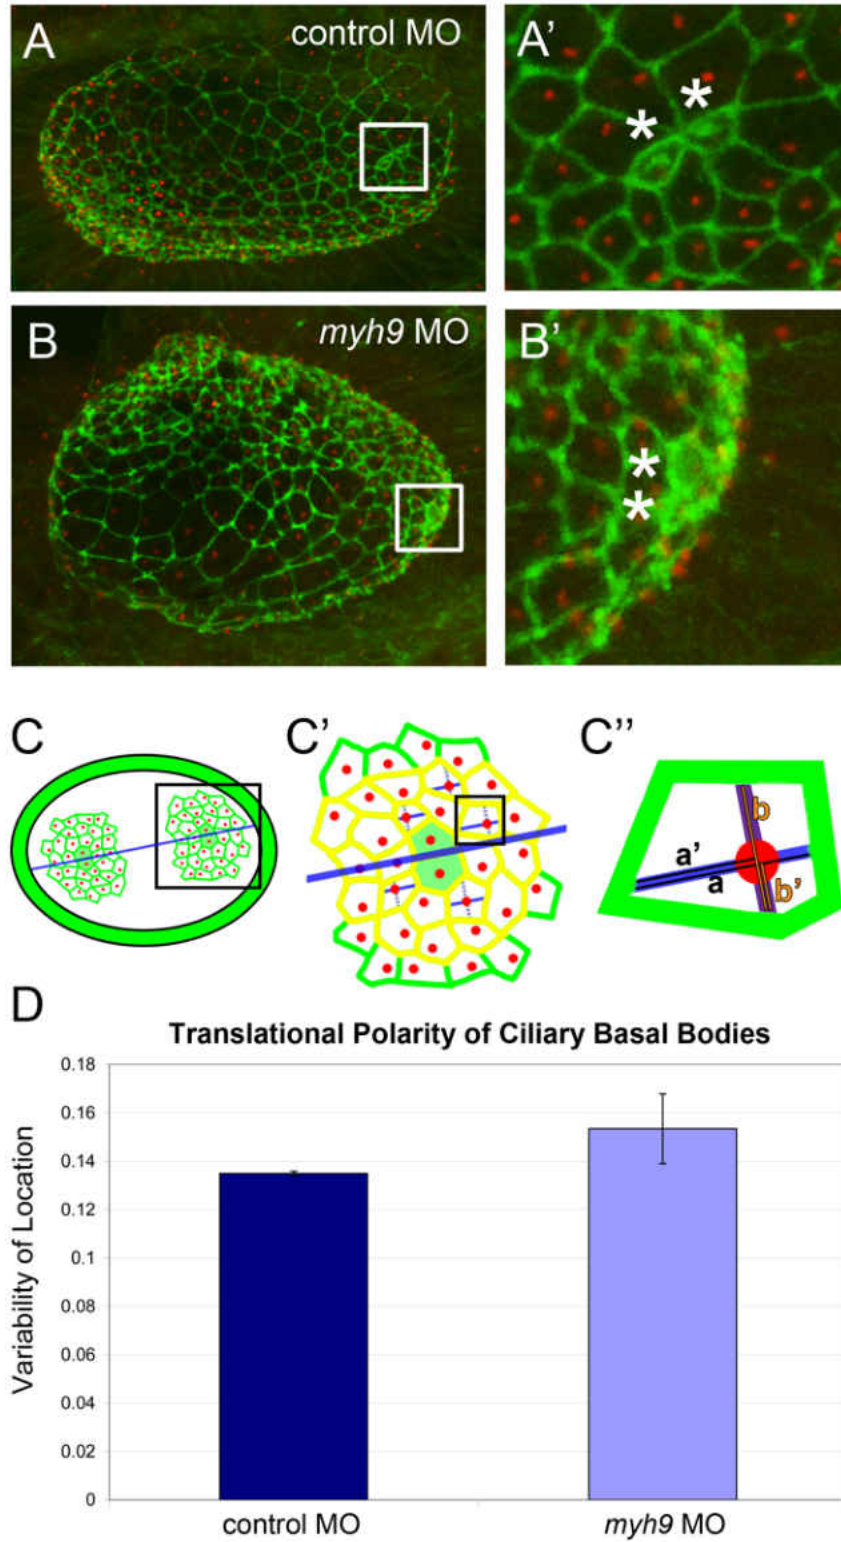 A
control MO
A'
* *
B
myh9 MO
B'
* *
C
C'
C''
a'
a
b
b'
D
Translational Polarity of Ciliary Basal Bodies
Variability of Location
0.18
0.16
0.14
0.12
0.1
0.08
0.06
0.04
0.02
0
control MO
myh9 MO